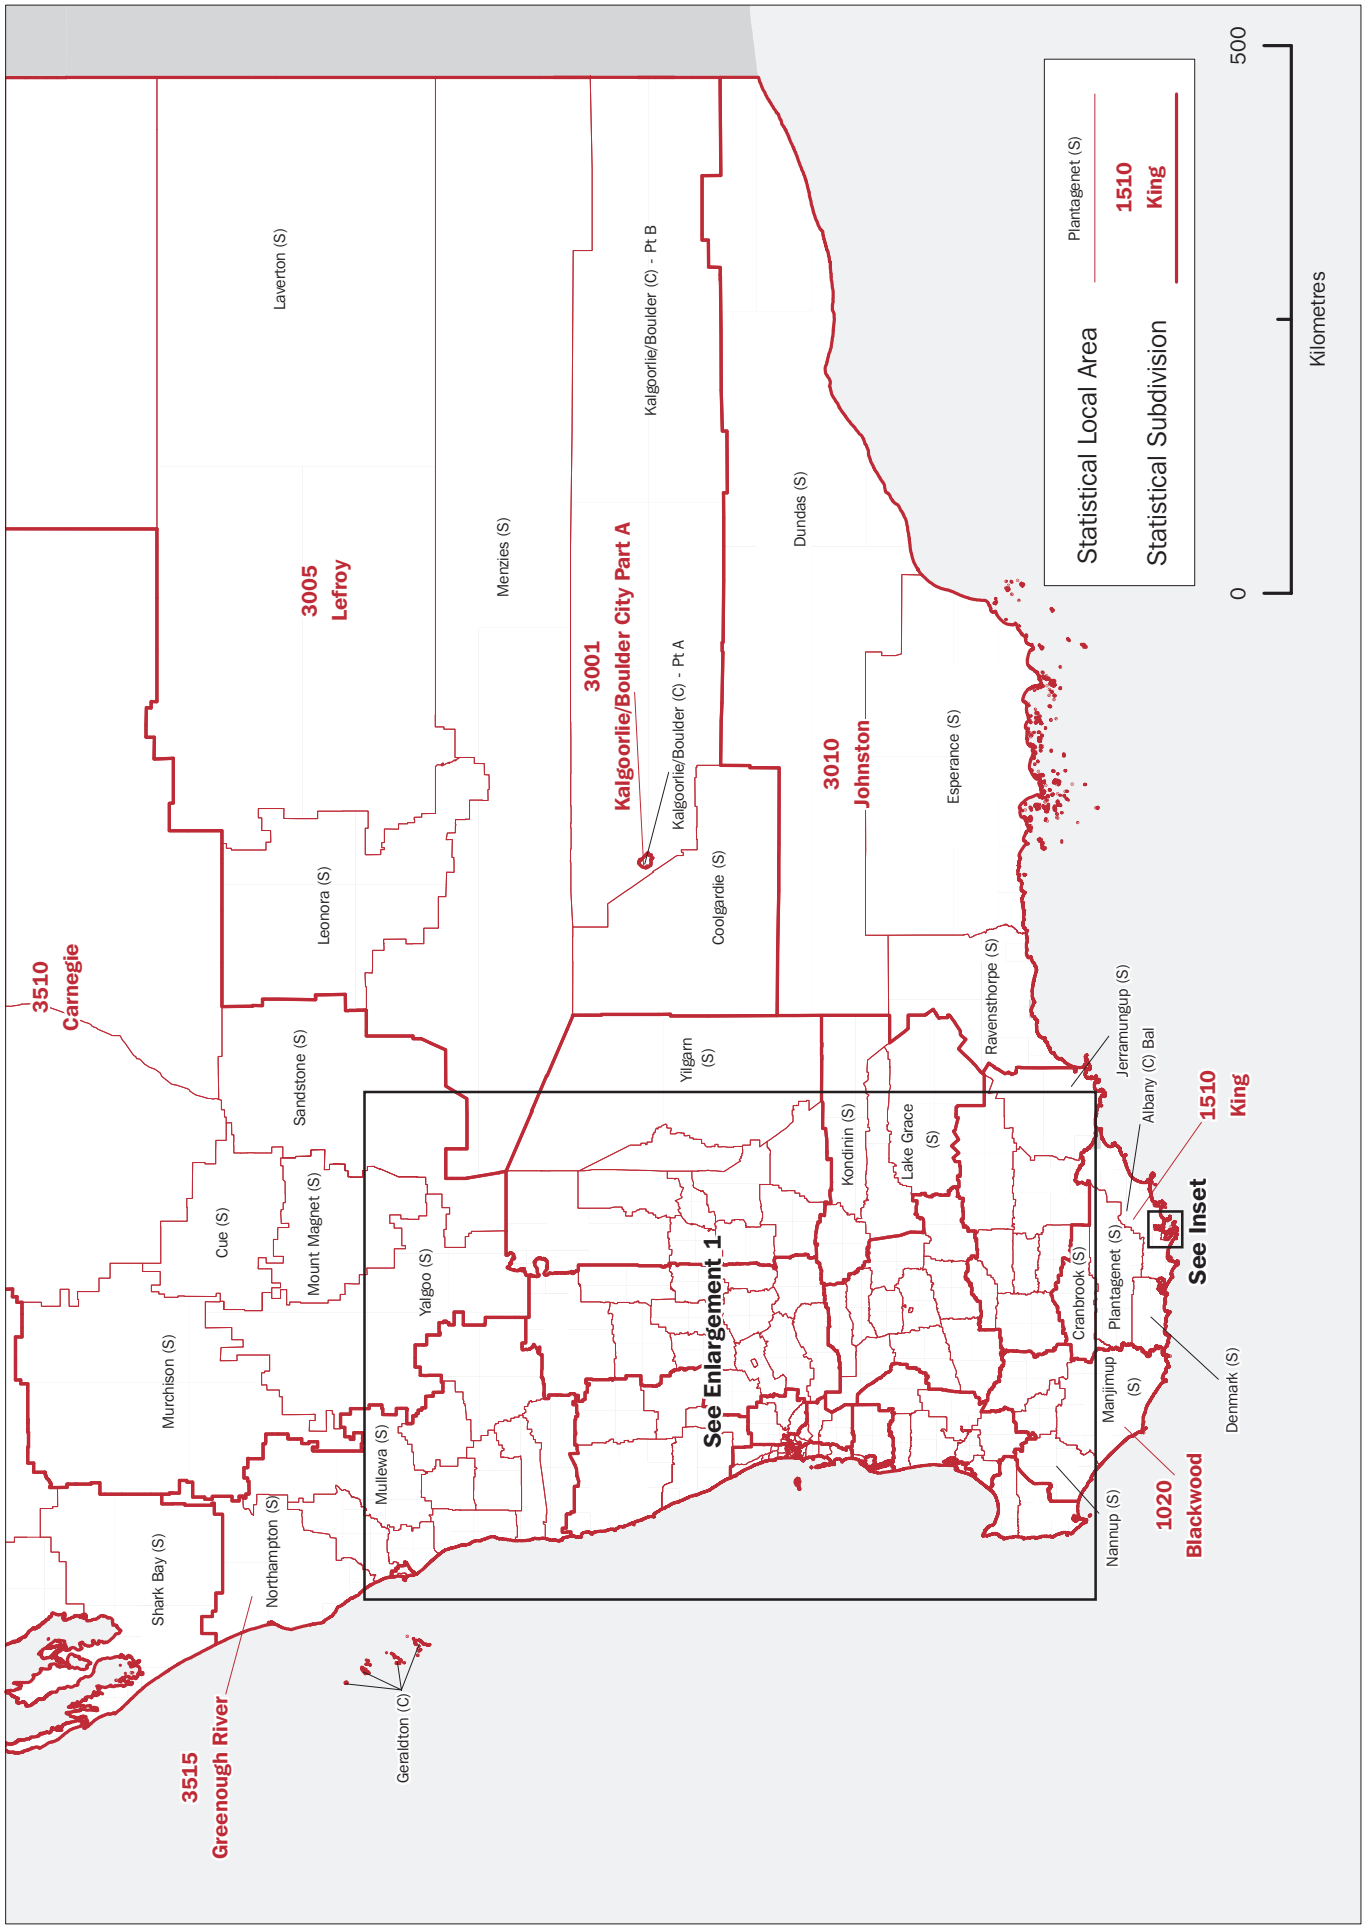 3510
Carnegie
3005
Lefroy
Laverton (S)
Leonora (S)
Sandstone (S)
Cue (S)
Mount Magnet (S)
Murchison (S)
Shark Bay (S)
Northampton (S)
3515
Greenough River
Geraldton (C)
Mullewa (S)
Yalgoo (S)
Menzies (S)
3001
Kalgoorlie/Boulder City Part A
Kalgoorlie/Boulder (C) - Pt A
Kalgoorlie/Boulder (C) - Pt B
Coolgardie (S)
Yilgarn
(S)
See Enlargement 1
Dundas (S)
3010
Johnston
Esperance (S)
Kondinin (S)
Lake Grace
(S)
Ravensthorpe (S)
Jerramungup (S)
Albany (C) Bal
1510
King
See Inset
Cranbrook (S)
Plantagenet (S)
Denmark (S)
Manjimup
(S)
1020
Blackwood
Nannup (S)
Statistical Local Area
Plantagenet (S)
Statistical Subdivision
1510
King
0
500
Kilometres